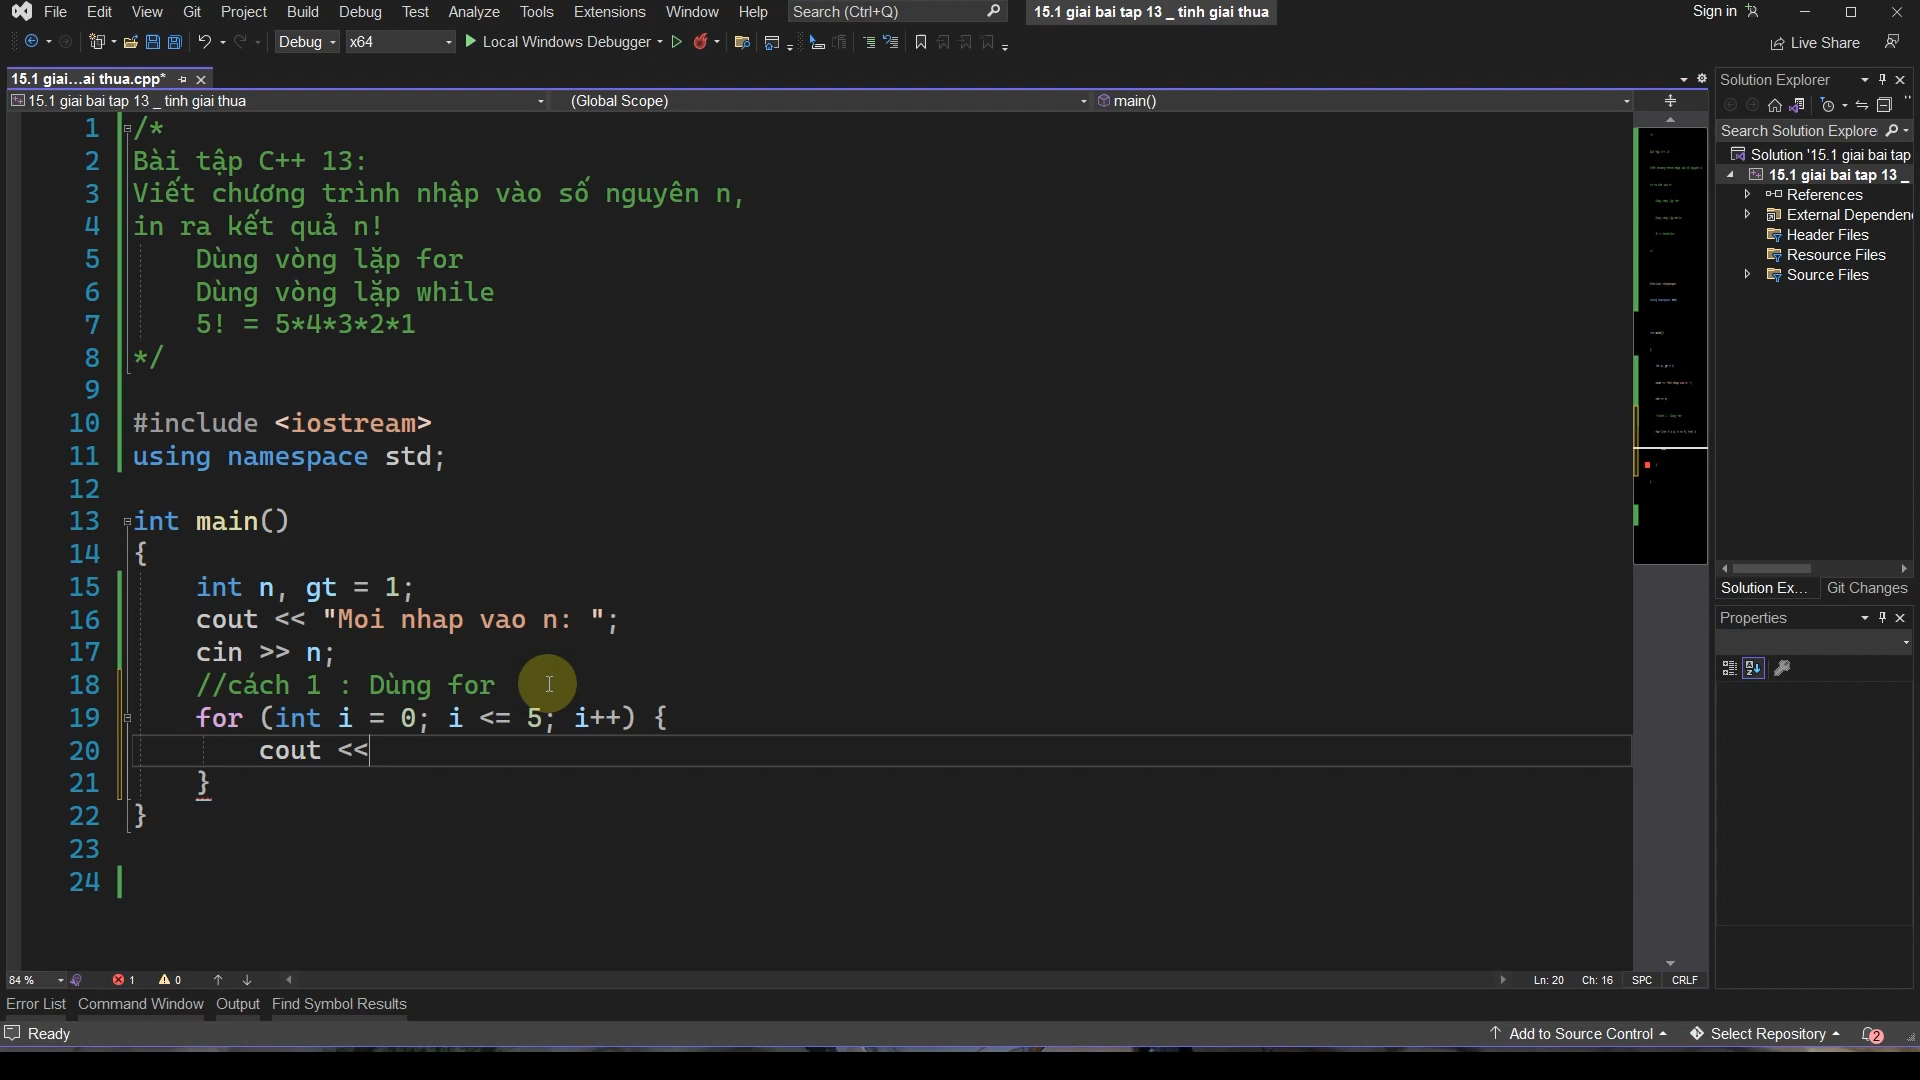 File Edit View Git Project Build Debug Test Analyze Tools Extensions Window Help Search (Ctrl+Q) 15.1 giai bai tap 13 _ tinh giai thua Sign in
Debug x64 Local Windows Debugger Live Share
15.1 giai...ai thua.cpp* Solution Explorer
15.1 giai bai tap 13 _ tinh giai thua (Global Scope) main()
Search Solution Explore
Solution '15.1 giai bai tap
15.1 giai bai tap 13 _
References
External Dependen
Header Files
Resource Files
Source Files
Solution Ex... Git Changes
Properties
1 /*
2 Bài tập C++ 13:
3 Viết chương trình nhập vào số nguyên n,
4 in ra kết quả n!
5 Dùng vòng lặp for
6 Dùng vòng lặp while
7 5! = 5*4*3*2*1
8 */
9
10 #include <iostream>
11 using namespace std;
12
13 int main()
14 {
15 int n, gt = 1;
16 cout << "Moi nhap vao n: ";
17 cin >> n;
18 //cách 1 : Dùng for
19 for (int i = 0; i <= 5; i++) {
20 cout <<
21 }
22 }
23
24
84 % 1 0 Ln: 20 Ch: 16 SPC CRLF
Error List Command Window Output Find Symbol Results
Ready Add to Source Control Select Repository 2